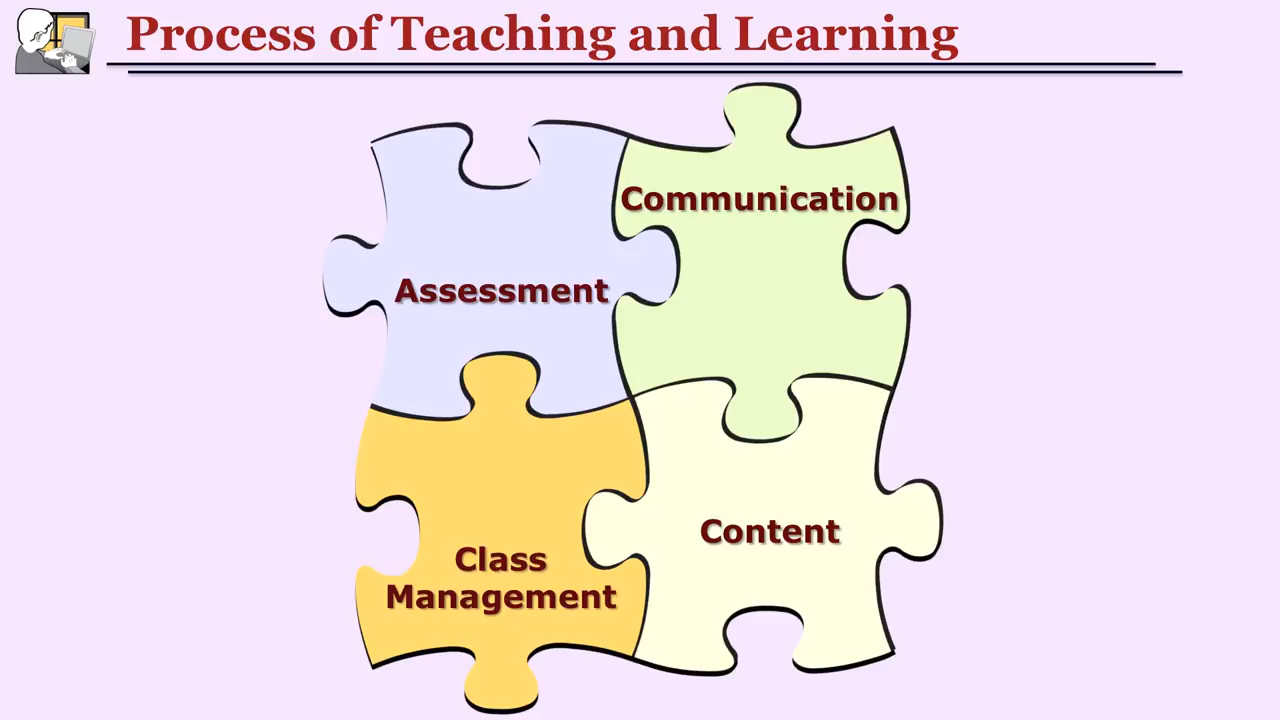 Process of Teaching and Learning
Communication
Assessment
Content
Class
Management